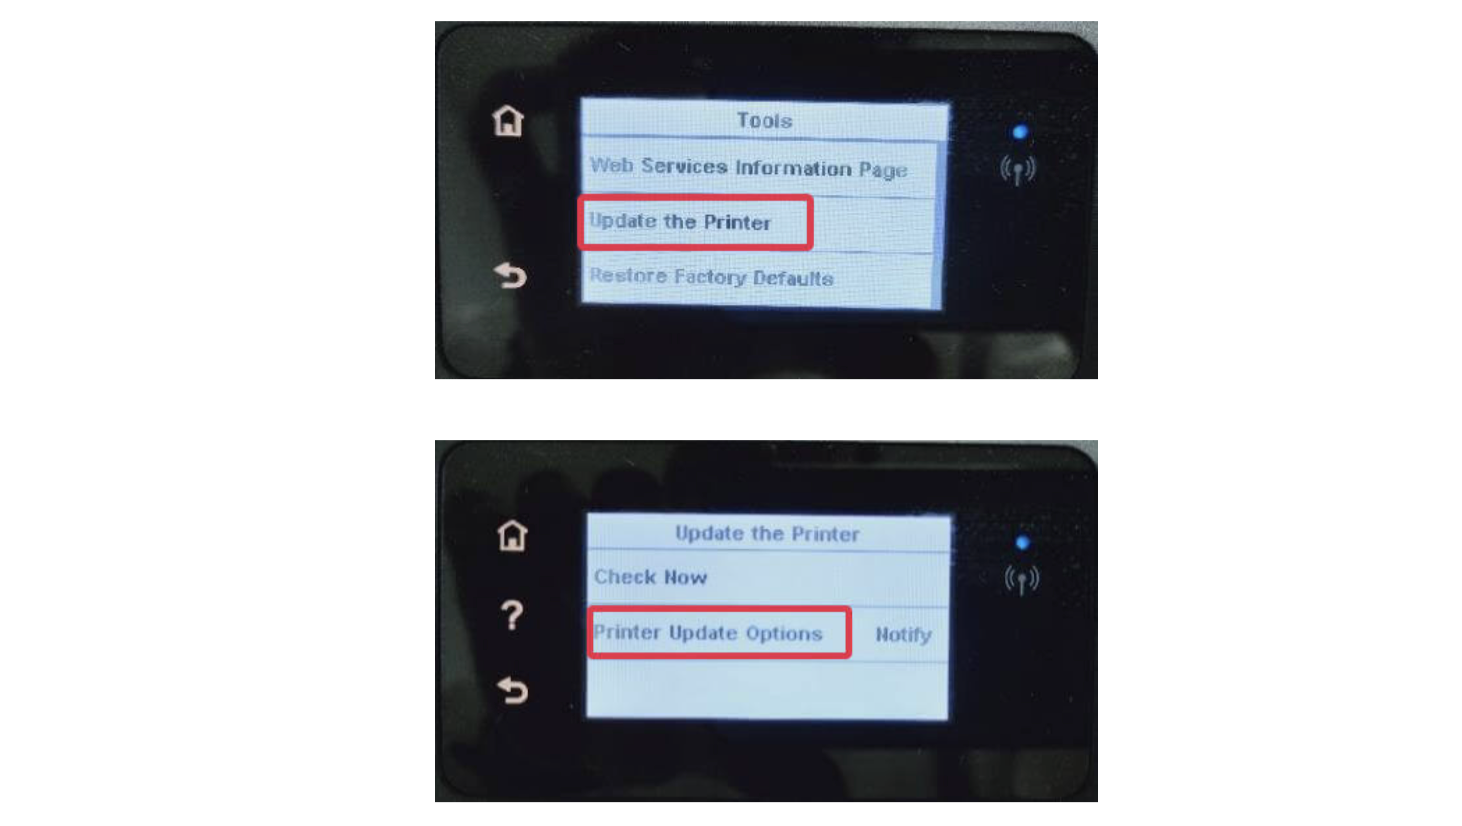 Tools
Web Services Information Page
Update the Printer
Restore Factory Defaults
Update the Printer
Check Now
?
Printer Update Options Notify